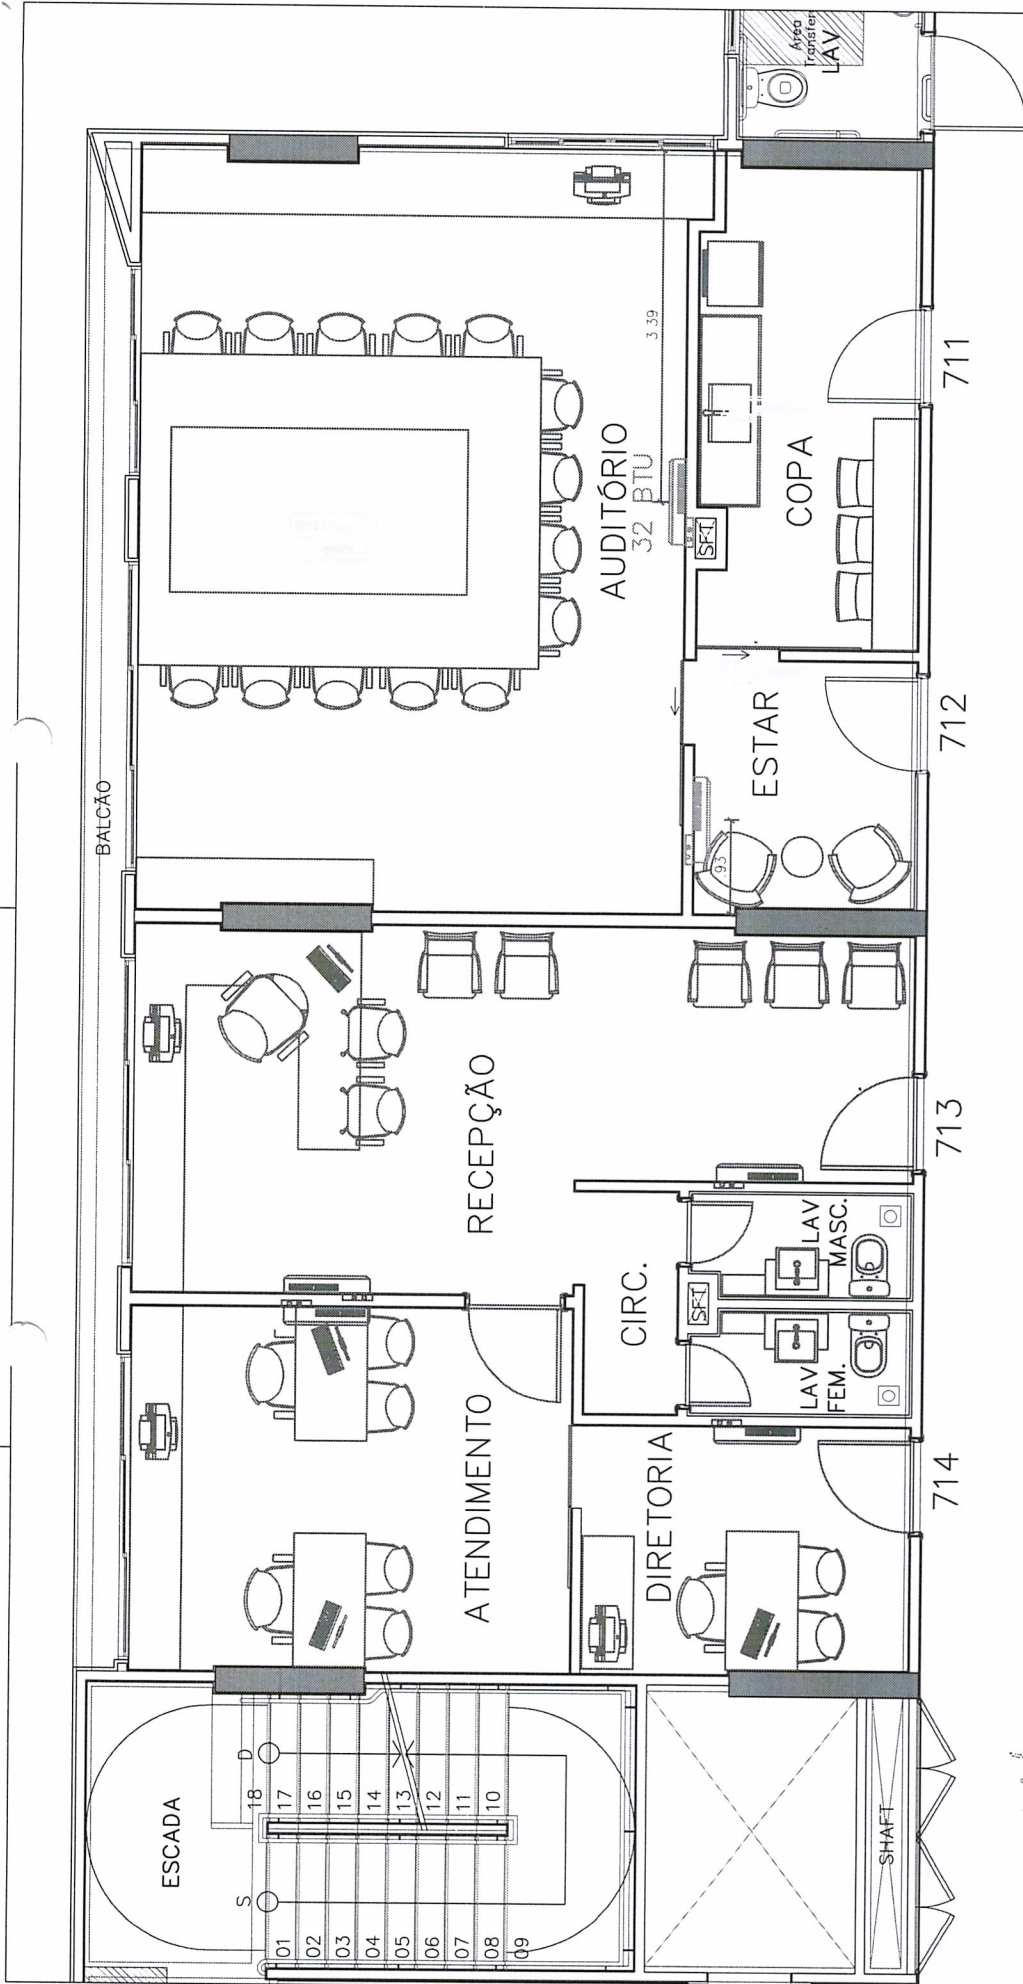 Área
Transfer
LAV
BALCÃO
AUDITÓRIO
32 BTU
3.39
SFI
COPA
711
ESTAR
.93
712
RECEPÇÃO
713
CIRC.
SFI
LAV
MASC.
LAV
FEM.
ATENDIMENTO
DIRETORIA
714
ESCADA
D
S
18
17
16
15
14
13
12
11
10
01
02
03
04
05
06
07
08
09
SHAFT